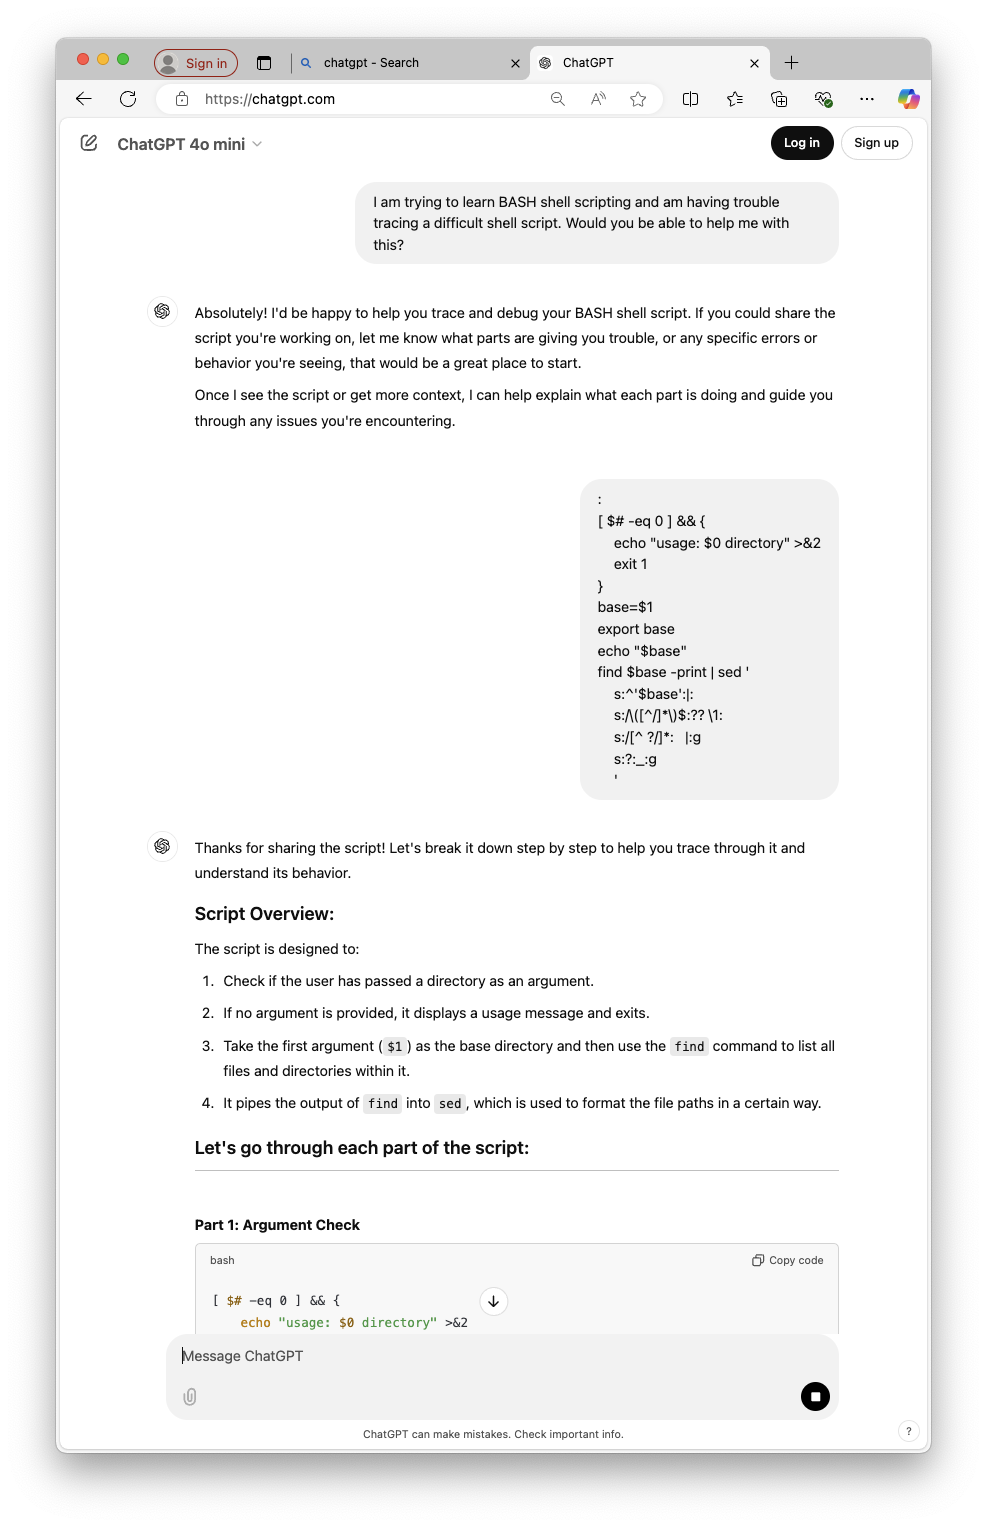 Sign in
chatgpt - Search
ChatGPT
https://chatgpt.com
ChatGPT 4o mini
Log in
Sign up
I am trying to learn BASH shell scripting and am having trouble
tracing a difficult shell script. Would you be able to help me with
this?
Absolutely! I'd be happy to help you trace and debug your BASH shell script. If you could share the
script you're working on, let me know what parts are giving you trouble, or any specific errors or
behavior you're seeing, that would be a great place to start.
Once I see the script or get more context, I can help explain what each part is doing and guide you
through any issues you're encountering.
:
[ $# -eq 0 ] && {
    echo "usage: $0 directory" >&2
    exit 1
}
base=$1
export base
echo "$base"
find $base -print | sed '
    s:^'$base':|:
    s:/\([^/]*\)$:?? \1:
    s:/[^ ?/]*:   |:g
    s:?:_:g
    '
Thanks for sharing the script! Let's break it down step by step to help you trace through it and
understand its behavior.
Script Overview:
The script is designed to:
1. Check if the user has passed a directory as an argument.
2. If no argument is provided, it displays a usage message and exits.
3. Take the first argument ( $1 ) as the base directory and then use the find command to list all
files and directories within it.
4. It pipes the output of find into sed , which is used to format the file paths in a certain way.
Let's go through each part of the script:
Part 1: Argument Check
bash
Copy code
[ $# -eq 0 ] && {
    echo "usage: $0 directory" >&2
Message ChatGPT
ChatGPT can make mistakes. Check important info.
?